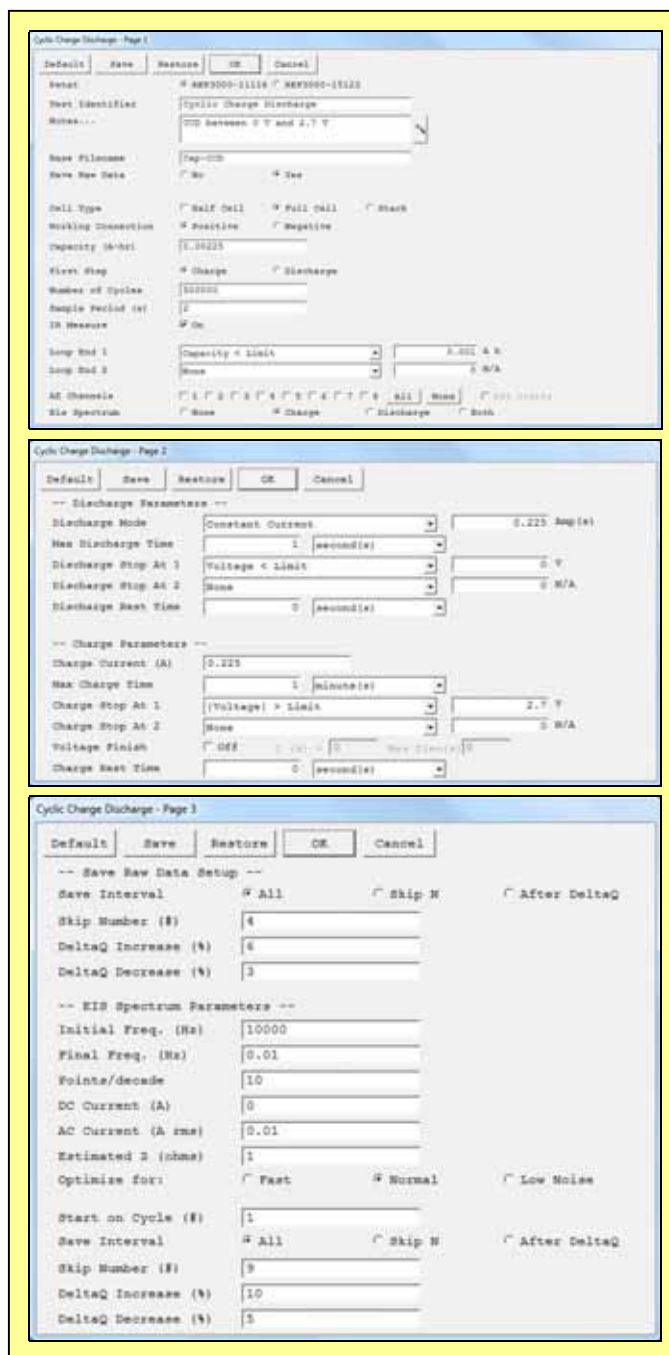 Cyclic Charge Discharge - Page 1
Default Save Restore OK Cancel
Pstat REF3000-11114 REF3000-15122
Test Identifier Cyclic Charge Discharge
Notes... CCD between 0 V and 2.7 V
Base Filename Cap-CCD
Save Raw Data No Yes
Cell Type Half Cell Full Cell Stack
Working Connection Positive Negative
Capacity (A-hr) 0.00225
First Step Charge Discharge
Number of Cycles 500000
Sample Period (s) 2
IR Measure On
Loop End 1 Capacity < Limit 0.001 A h
Loop End 2 None 0 N/A
AE Channels 1 2 3 4 5 6 7 8 All None
Eis Spectrum None Charge Discharge Both
Cyclic Charge Discharge - Page 2
Default Save Restore OK Cancel
-- Discharge Parameters --
Discharge Mode Constant Current 0.225 Amp(s)
Max Discharge Time 1 second(s)
Discharge Stop At 1 Voltage < Limit 0 V
Discharge Stop At 2 None 0 N/A
Discharge Rest Time 0 second(s)
-- Charge Parameters --
Charge Current (A) 0.225
Max Charge Time 1 minute(s)
Charge Stop At 1 |Voltage| > Limit 2.7 V
Charge Stop At 2 None 0 N/A
Voltage Finish Off 0 0
Charge Rest Time 0 second(s)
Cyclic Charge Discharge - Page 3
Default Save Restore OK Cancel
-- Save Raw Data Setup --
Save Interval All Skip N After DeltaQ
Skip Number (#) 4
DeltaQ Increase (%) 6
DeltaQ Decrease (%) 3
-- EIS Spectrum Parameters --
Initial Freq. (Hz) 10000
Final Freq. (Hz) 0.01
Points/decade 10
DC Current (A) 0
AC Current (A rms) 0.01
Estimated Z (ohms) 1
Optimize for: Fast Normal Low Noise
Start on Cycle (#) 1
Save Interval All Skip N After DeltaQ
Skip Number (#) 9
DeltaQ Increase (%) 10
DeltaQ Decrease (%) 5